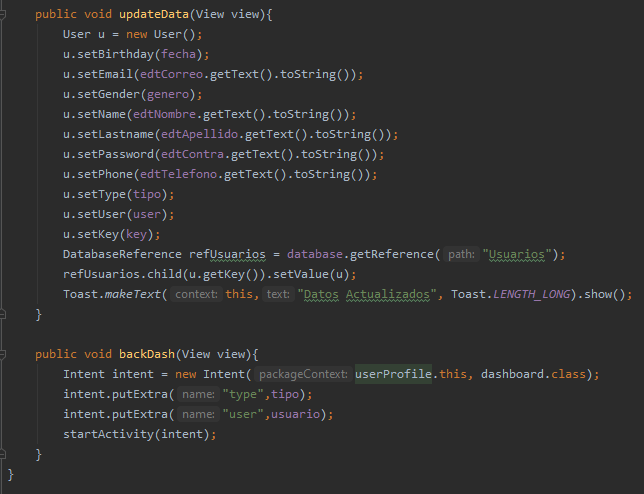 public void updateData(View view){
User u = new User();
u.setBirthday(fecha);
u.setEmail(edtCorreo.getText().toString());
u.setGender(genero);
u.setName(edtNombre.getText().toString());
u.setLastname(edtApellido.getText().toString());
u.setPassword(edtContra.getText().toString());
u.setPhone(edtTelefono.getText().toString());
u.setType(tipo);
u.setUser(user);
u.setKey(key);
DatabaseReference refUsuarios = database.getReference( path: "Usuarios");
refUsuarios.child(u.getKey()).setValue(u);
Toast.makeText( context: this, text: "Datos Actualizados", Toast.LENGTH_LONG).show();
}
public void backDash(View view){
Intent intent = new Intent( packageContext: userProfile.this, dashboard.class);
intent.putExtra( name: "type",tipo);
intent.putExtra( name: "user",usuario);
startActivity(intent);
}
}